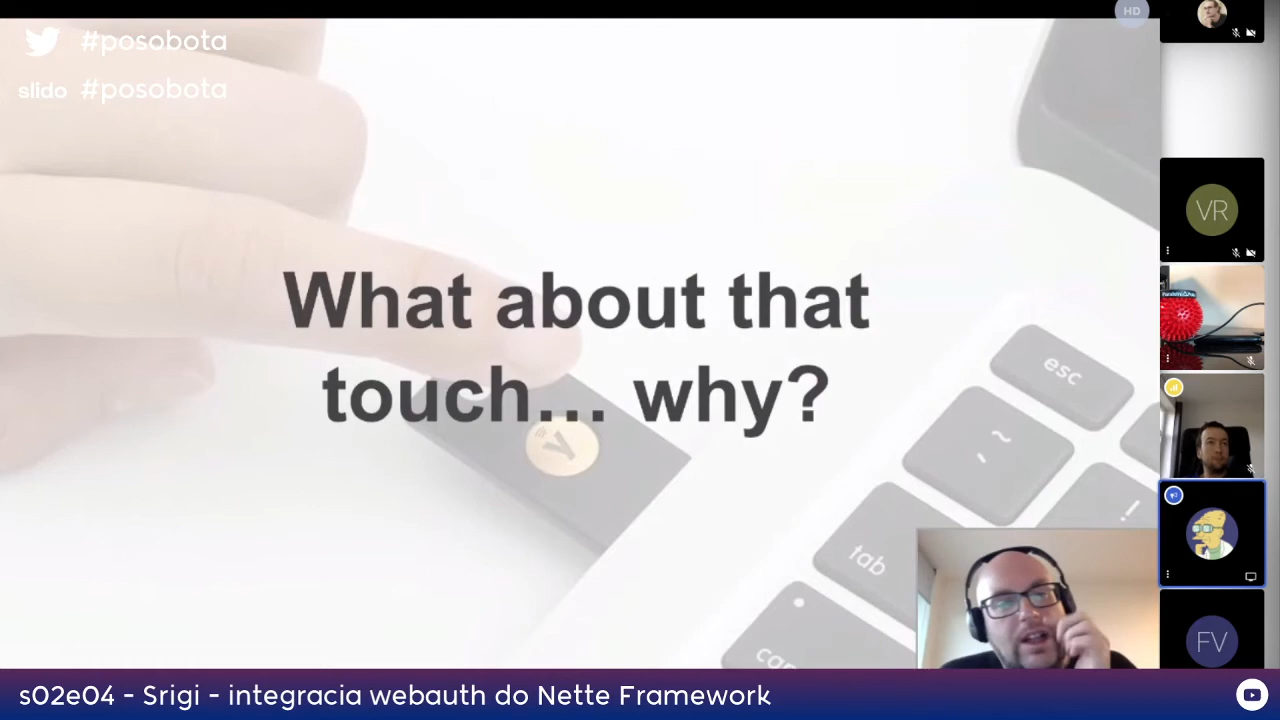 HD
#posobota
slido #posobota
VR
What about that
touch... why?
esc
~
!
tab
FV
s02e04 - Srigi - integracia webauth do Nette Framework